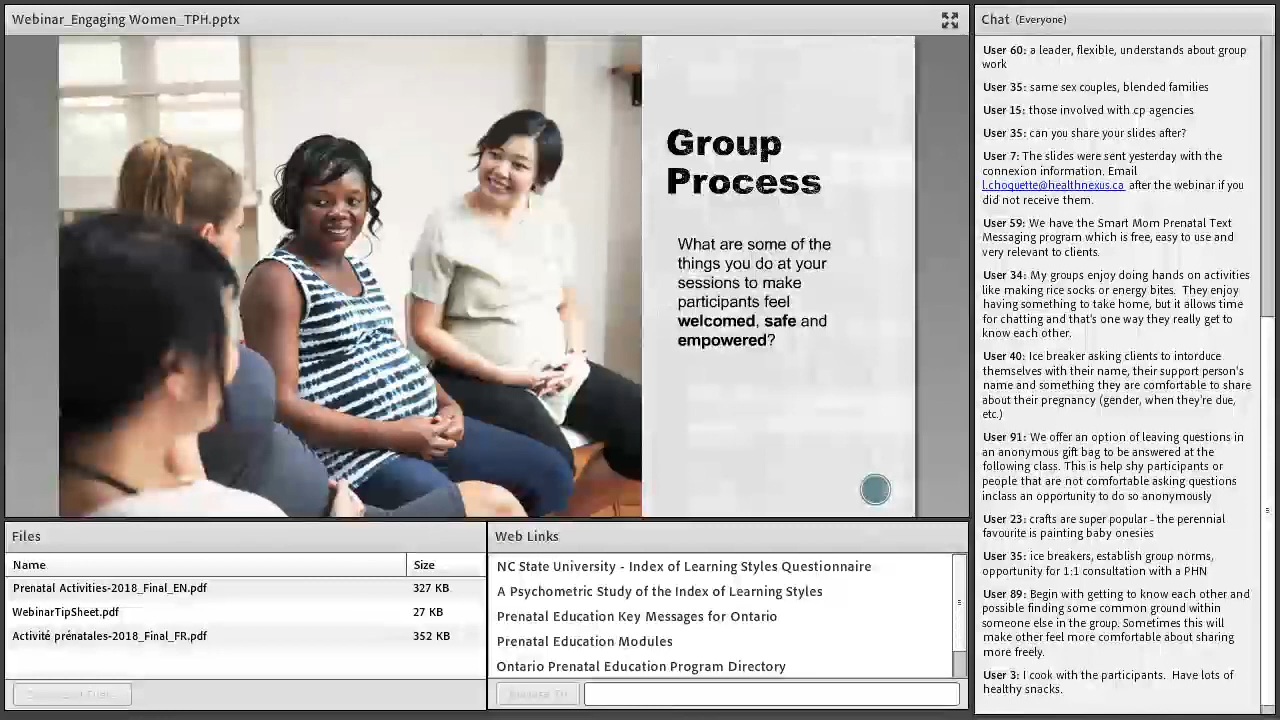 Webinar_Engaging Women_TPH.pptx
Group
Process
What are some of the
things you do at your
sessions to make
participants feel
welcomed, safe and
empowered?
Files
Name Size
Prenatal Activities-2018_Final_EN.pdf 327 KB
WebinarTipSheet.pdf 27 KB
Activité prénatales-2018_Final_FR.pdf 352 KB
Web Links
NC State University - Index of Learning Styles Questionnaire
A Psychometric Study of the Index of Learning Styles
Prenatal Education Key Messages for Ontario
Prenatal Education Modules
Ontario Prenatal Education Program Directory
Chat (Everyone)
User 60: a leader, flexible, understands about group
work
User 35: same sex couples, blended families
User 15: those involved with cp agencies
User 35: can you share your slides after?
User 7: The slides were sent yesterday with the
connexion information. Email
l.choquette@healthnexus.ca after the webinar if you
did not receive them.
User 59: We have the Smart Mom Prenatal Text
Messaging program which is free, easy to use and
very relevant to clients.
User 34: My groups enjoy doing hands on activities
like making rice socks or energy bites. They enjoy
having something to take home, but it allows time
for chatting and tht's one way they really get to
know each other.
User 40: Ice breaker asking clients to intorduce
themselves with their name, their support person's
name and something they are comfortable to share
about their pregnancy (gender, when they're due,
etc.)
User 91: We offer an option of leaving questions in
an anonymous gift bag to be answered at the
following class. This is help shy participants or
people that are not comfortable asking questions
inclass an opportunity to do so anonymously
User 23: crafts are super popular - the perennial
favourite is painting baby onesies
User 35: ice breakers, establish group norms,
opportunity for 1:1 consultation with a PHN
User 89: Begin with getting to know each other and
possible finding some common ground within
someone else in the group. Sometimes this will
make other feel more comfortable about sharing
more freely.
User 3: I cook with the participants. Have lots of
healthy snacks.